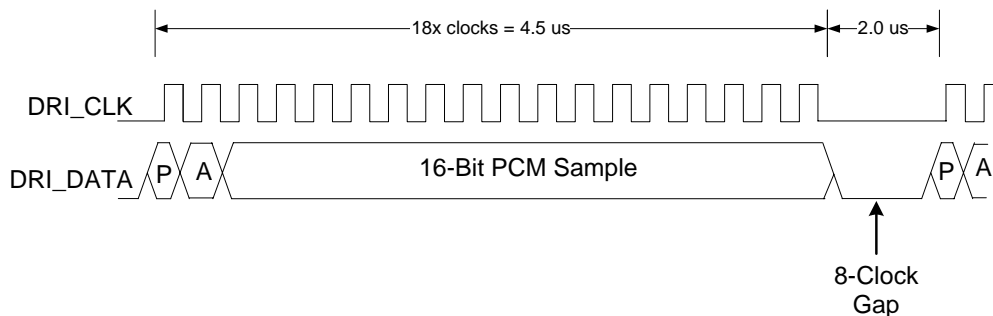 18x clocks = 4.5 us
2.0 us
DRI_CLK
DRI_DATA
P
A
16-Bit PCM Sample
P
A
8-Clock
Gap